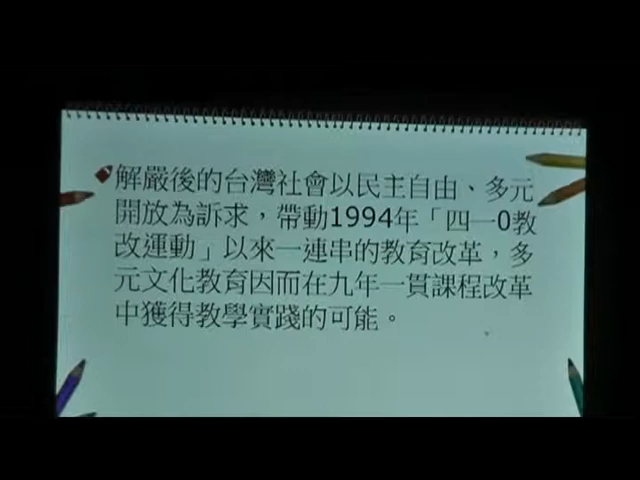 解嚴後的台灣社會以民主自由、多元
開放為訴求，帶動1994年「四一0教
改運動」以來一連串的教育改革，多
元文化教育因而在九年一貫課程改革
中獲得教學實踐的可能。